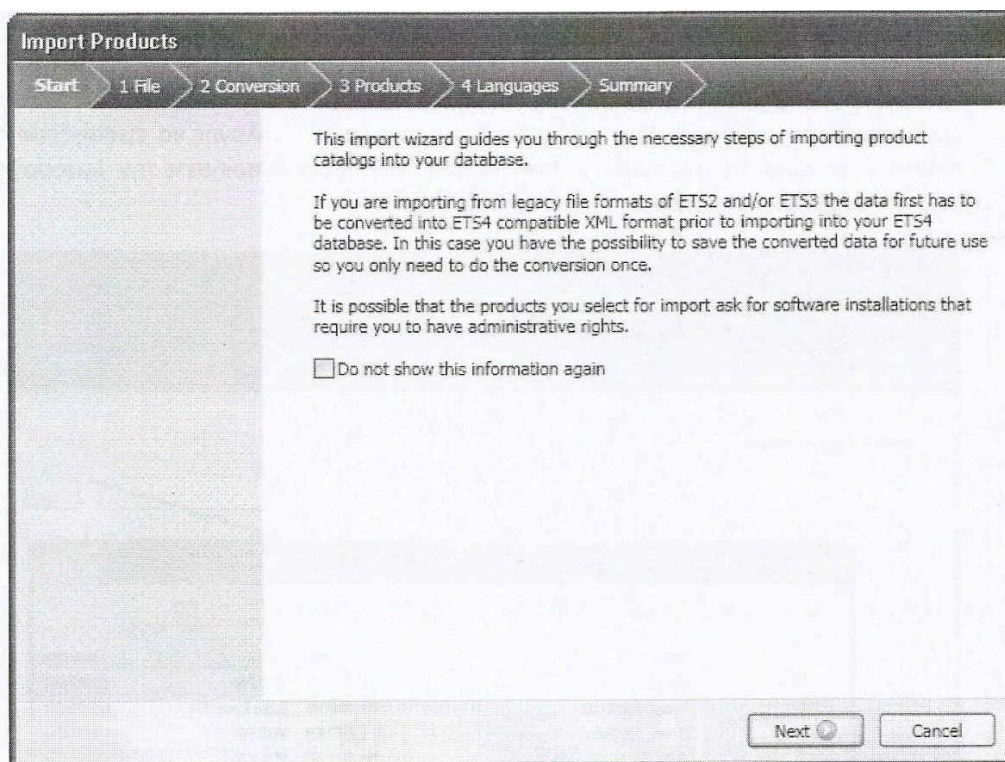 Import Products
Start
1 File
2 Conversion
3 Products
4 Languages
Summary
This import wizard guides you through the necessary steps of importing product
catalogs into your database.
If you are importing from legacy file formats of ETS2 and/or ETS3 the data first has to
be converted into ETS4 compatible XML format prior to importing into your ETS4
database. In this case you have the possibility to save the converted data for future use
so you only need to do the conversion once.
It is possible that the products you select for import ask for software installations that
require you to have administrative rights.
Do not show this information again
Next
Cancel